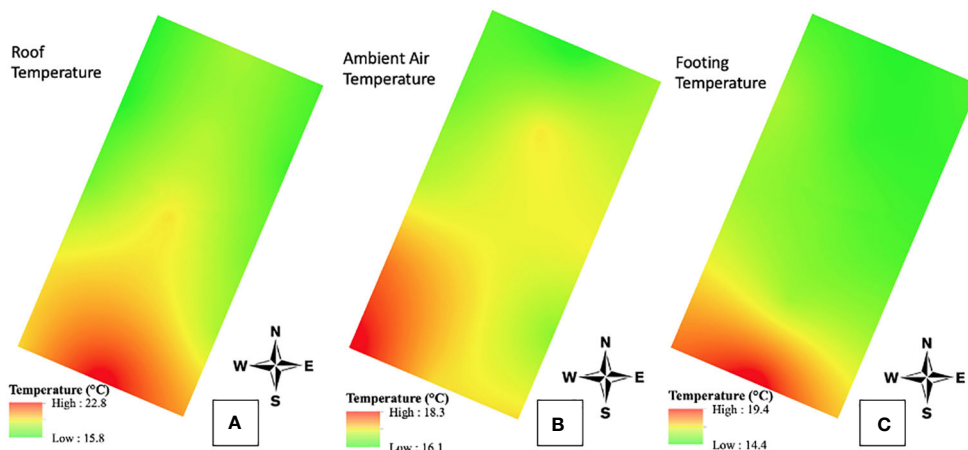 Roof
Temperature
N
W E
S
Temperature (°C)
High : 22.8
Low : 15.8
A
Ambient Air
Temperature
N
W E
S
Temperature (°C)
High : 18.3
Low : 16.1
B
Footing
Temperature
N
W E
S
Temperature (°C)
High : 19.4
Low : 14.4
C